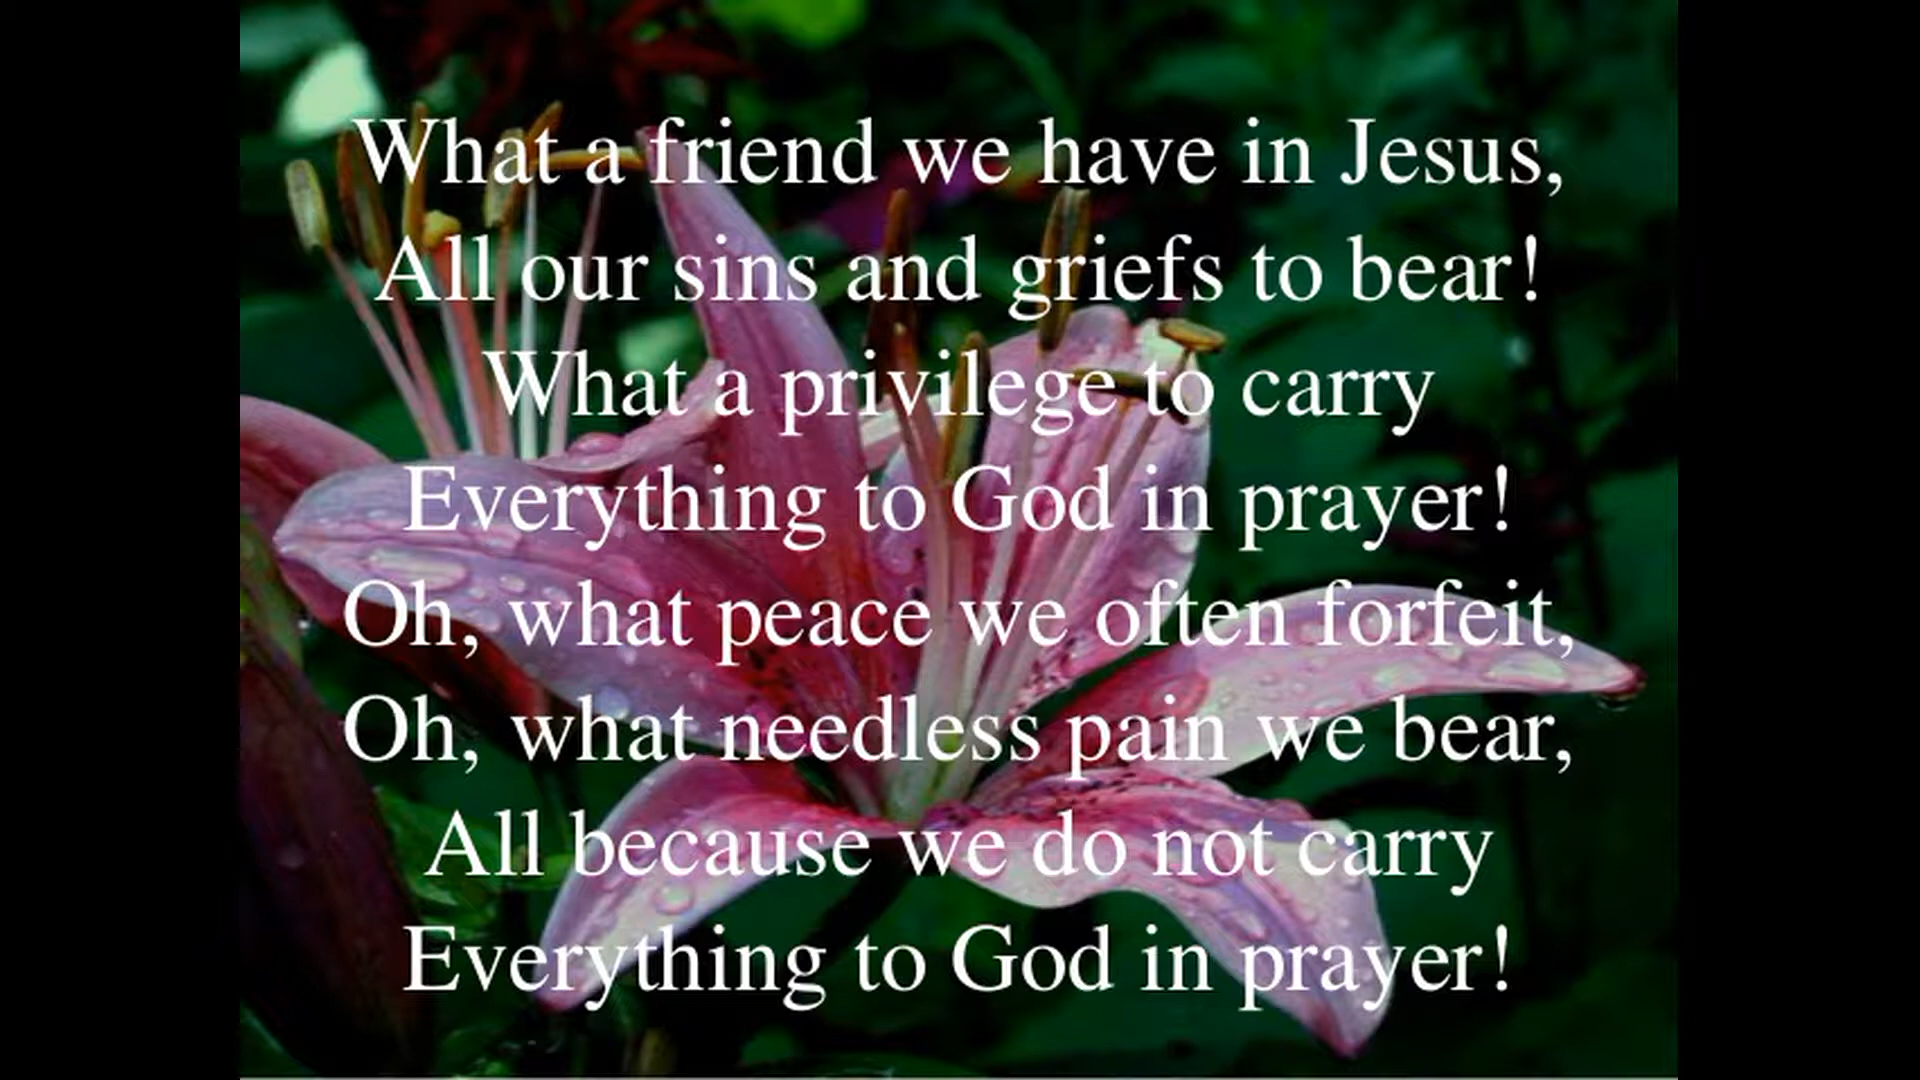 What a friend we have in Jesus,
All our sins and griefs to bear!
What a privilege to carry
Everything to God in prayer!
Oh, what peace we often forfeit,
Oh, what needless pain we bear,
All because we do not carry
Everything to God in prayer!